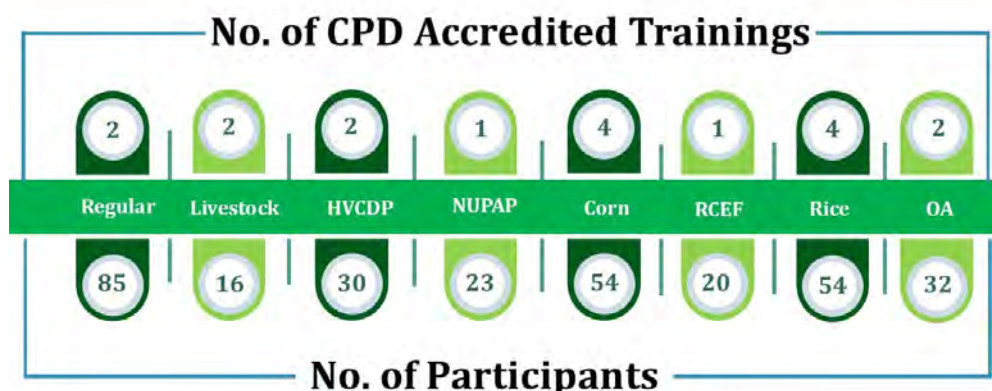 No. of CPD Accredited Trainings
2 2 2 1 4 1 4 2
Regular Livestock HVCDP NUPAP Corn RCEF Rice OA
85 16 30 23 54 20 54 32
No. of Participants